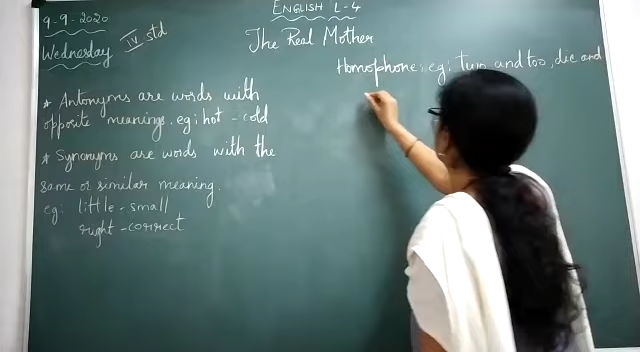 9-9-2020
Wednesday
IV std
ENGLISH L-4
The Real Mother
* Antonyms are words with
opposite meanings. eg: hot - cold
* Synonyms are words with the
same or similar meaning.
eg: little - small
right - correct
Homophone: eg: two and too, die and